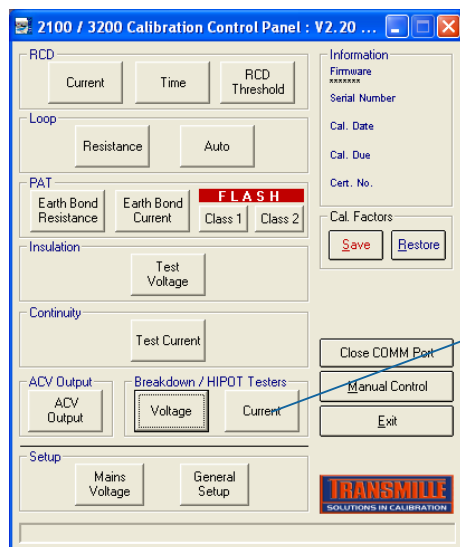 2100 / 3200 Calibration Control Panel : V2.20 ...
RCD
Current
Time
RCD
Threshold
Loop
Resistance
Auto
PAT
Earth Bond
Resistance
Earth Bond
Current
FLASH
Class 1
Class 2
Insulation
Test
Voltage
Continuity
Test Current
ACV Output
ACV
Output
Breakdown / HIPOT Testers
Voltage
Current
Setup
Mains
Voltage
General
Setup
Information
Firmware
*******
Serial Number
Cal. Date
Cal. Due
Cert. No.
Cal. Factors
Save
Restore
Close COMM Port
Manual Control
Exit
TRANSMILLE
SOLUTIONS IN CALIBRATION